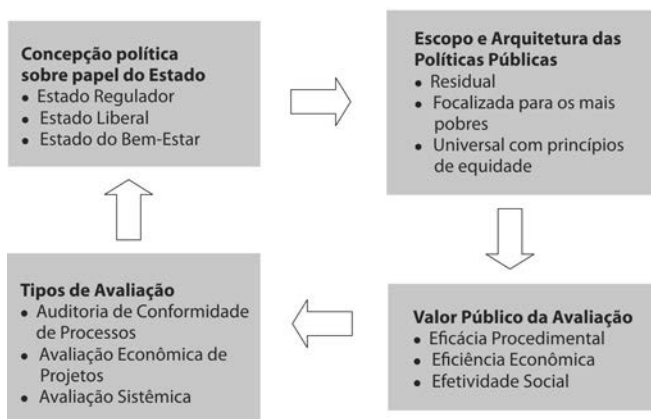 Concepção política
sobre papel do Estado
• Estado Regulador
• Estado Liberal
• Estado do Bem-Estar
Escopo e Arquitetura das
Políticas Públicas
• Residual
• Focalizada para os mais
pobres
• Universal com princípios
de equidade
Valor Público da Avaliação
• Eficácia Procedimental
• Eficiência Econômica
• Efetividade Social
Tipos de Avaliação
• Auditoria de Conformidade
de Processos
• Avaliação Econômica de
Projetos
• Avaliação Sistêmica